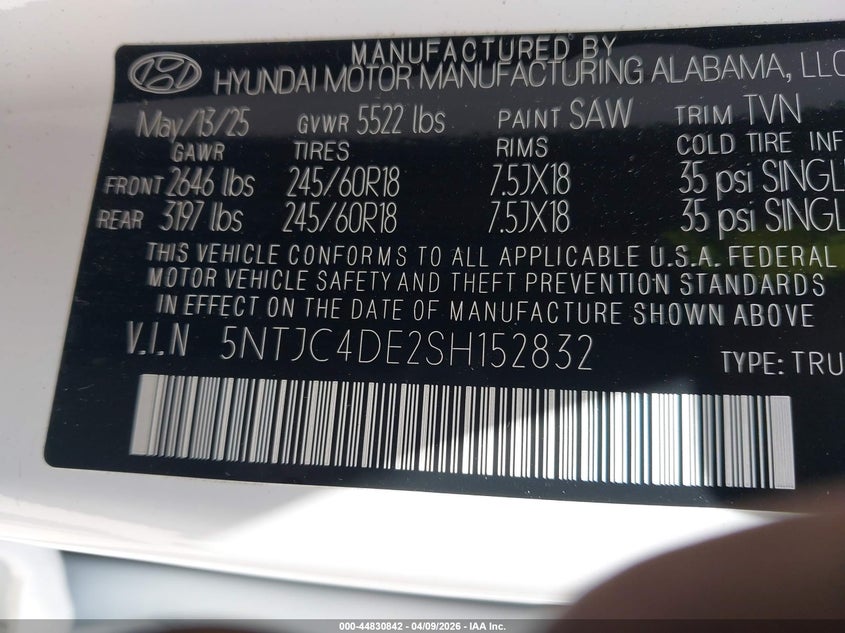 MANUFACTURED BY
HYUNDAI MOTOR MANUFACTURING ALABAMA, LLC
May/13/25 GVWR 5522 lbs PAINT SAW TRIM TVN
GAWR TIRES RIMS COLD TIRE INF
FRONT 2646 lbs 245/60R18 7.5JX18 35 psi SINGL
REAR 3197 lbs 245/60R18 7.5JX18 35 psi SINGL
THIS VEHICLE CONFORMS TO ALL APPLICABLE U.S.A. FEDERAL
MOTOR VEHICLE SAFETY AND THEFT PREVENTION STANDARDS
IN EFFECT ON THE DATE OF MANUFACTURE SHOWN ABOVE.
V.I.N 5NTJC4DE2SH152832
TYPE: TRU
000-44830842 - 04/09/2026 - IAA Inc.